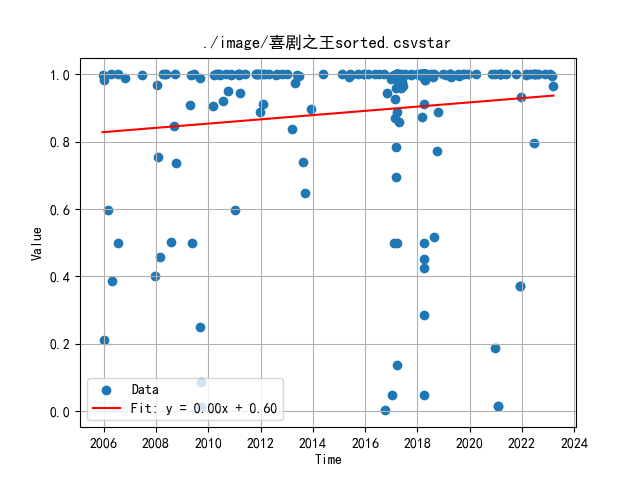 ./image/喜剧之王sorted.csvstar
1.0
0.8
0.6
0.4
0.2
0.0
Value
Data
Fit: y = 0.00x + 0.60
2006 2008 2010 2012 2014 2016 2018 2020 2022 2024
Time